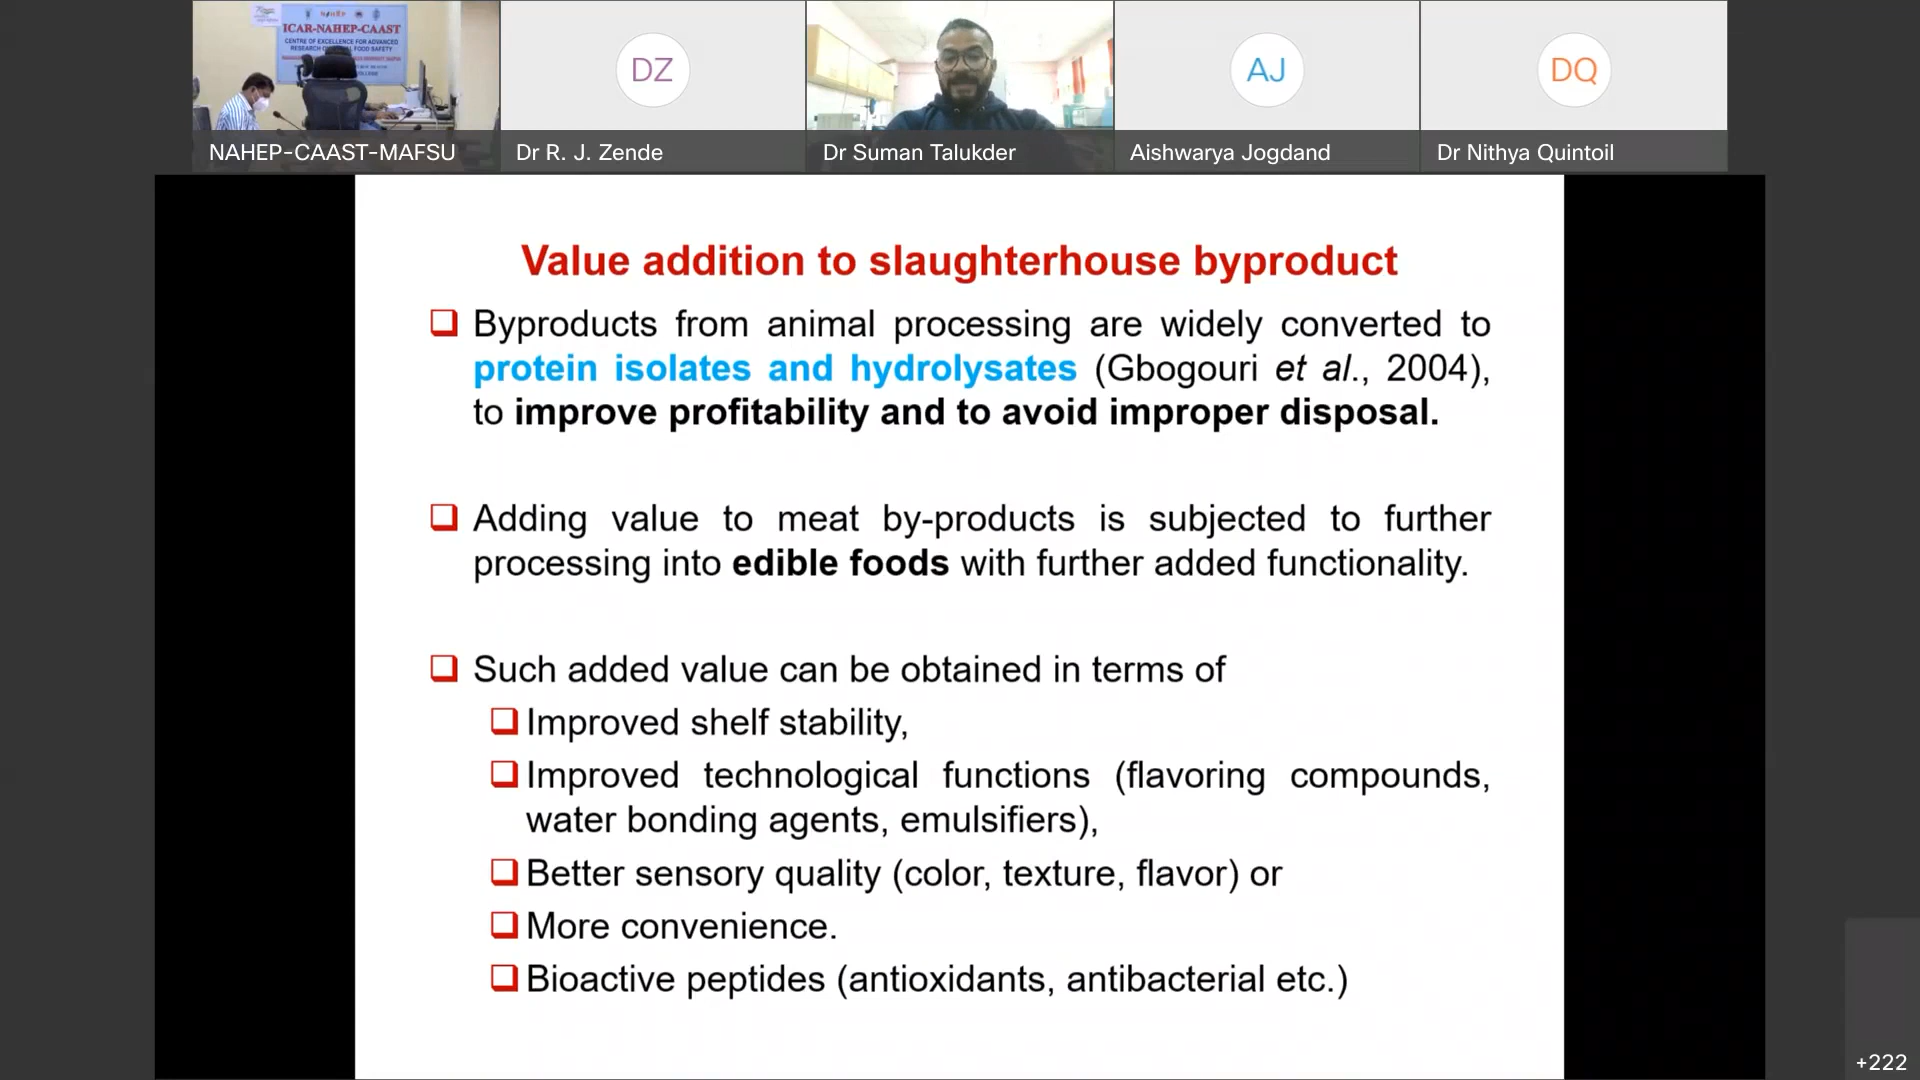 ICAR-NAHEP-CAAST
CENTRE OF EXCELLENCE FOR ADVANCED
DZ
AJ
DQ
NAHEP-CAAST-MAFSU
Dr R. J. Zende
Dr Suman Talukder
Aishwarya Jogdand
Dr Nithya Quintoil
Value addition to slaughterhouse byproduct
Byproducts from animal processing are widely converted to
protein isolates and hydrolysates (Gbogouri et al., 2004),
to improve profitability and to avoid improper disposal.
Adding value to meat by-products is subjected to further
processing into edible foods with further added functionality.
Such added value can be obtained in terms of
Improved shelf stability,
Improved technological functions (flavoring compounds,
water bonding agents, emulsifiers),
Better sensory quality (color, texture, flavor) or
More convenience.
Bioactive peptides (antioxidants, antibacterial etc.)
+222